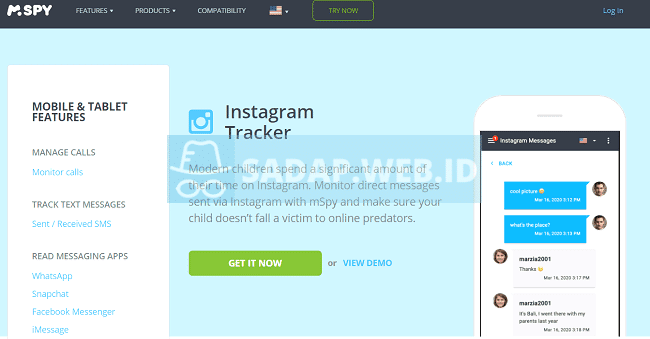 mSPY
FEATURES
PRODUCTS
COMPATIBILITY
TRY NOW
Log In
MOBILE & TABLET
FEATURES
MANAGE CALLS
Monitor calls
TRACK TEXT MESSAGES
Sent / Received SMS
READ MESSAGING APPS
WhatsApp
Snapchat
Facebook Messenger
iMessage
Instagram
Tracker
SADAP.WEB.ID
Modern children spend a significant amount of
their time on Instagram. Monitor direct messages
sent via Instagram with mSpy and make sure your
child doesn't fall a victim to online predators.
GET IT NOW
or
VIEW DEMO
Instagram Messages
BACK
cool picture 😄
Mar 16, 2020 3:12 PM
what's the place?
Mar 16, 2020 3:13 PM
marzia2001
Thanks 😊
Mar 16, 2020 3:17 PM
marzia2001
It's Bali, I went there with my
parents last year
Mar 16, 2020 3:18 PM